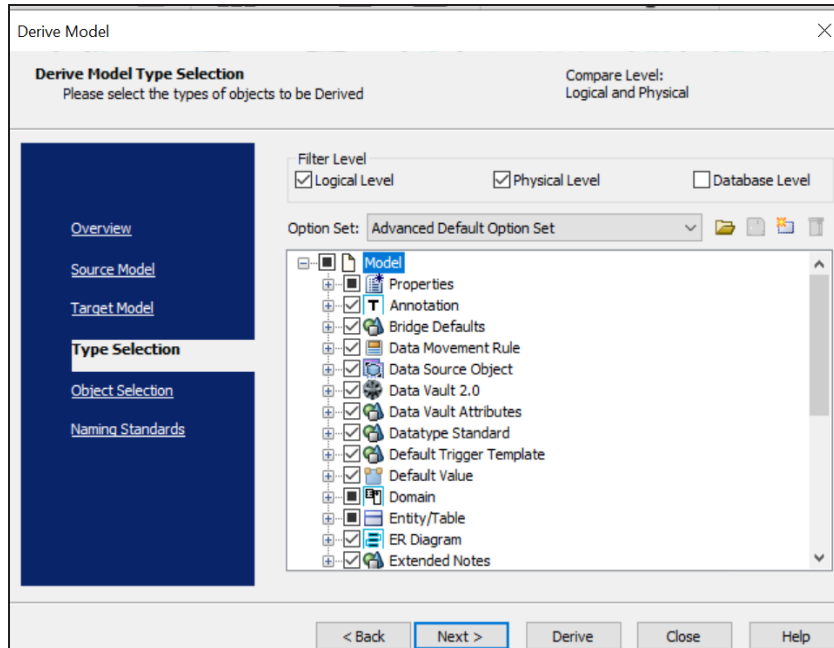 Derive Model
Derive Model Type Selection
Please select the types of objects to be Derived
Compare Level:
Logical and Physical
Overview
Source Model
Target Model
Type Selection
Object Selection
Naming Standards
Filter Level
Logical Level
Physical Level
Database Level
Option Set:
Advanced Default Option Set
Model
Properties
Annotation
Bridge Defaults
Data Movement Rule
Data Source Object
Data Vault 2.0
Data Vault Attributes
Datatype Standard
Default Trigger Template
Default Value
Domain
Entity/Table
ER Diagram
Extended Notes
< Back
Next >
Derive
Close
Help